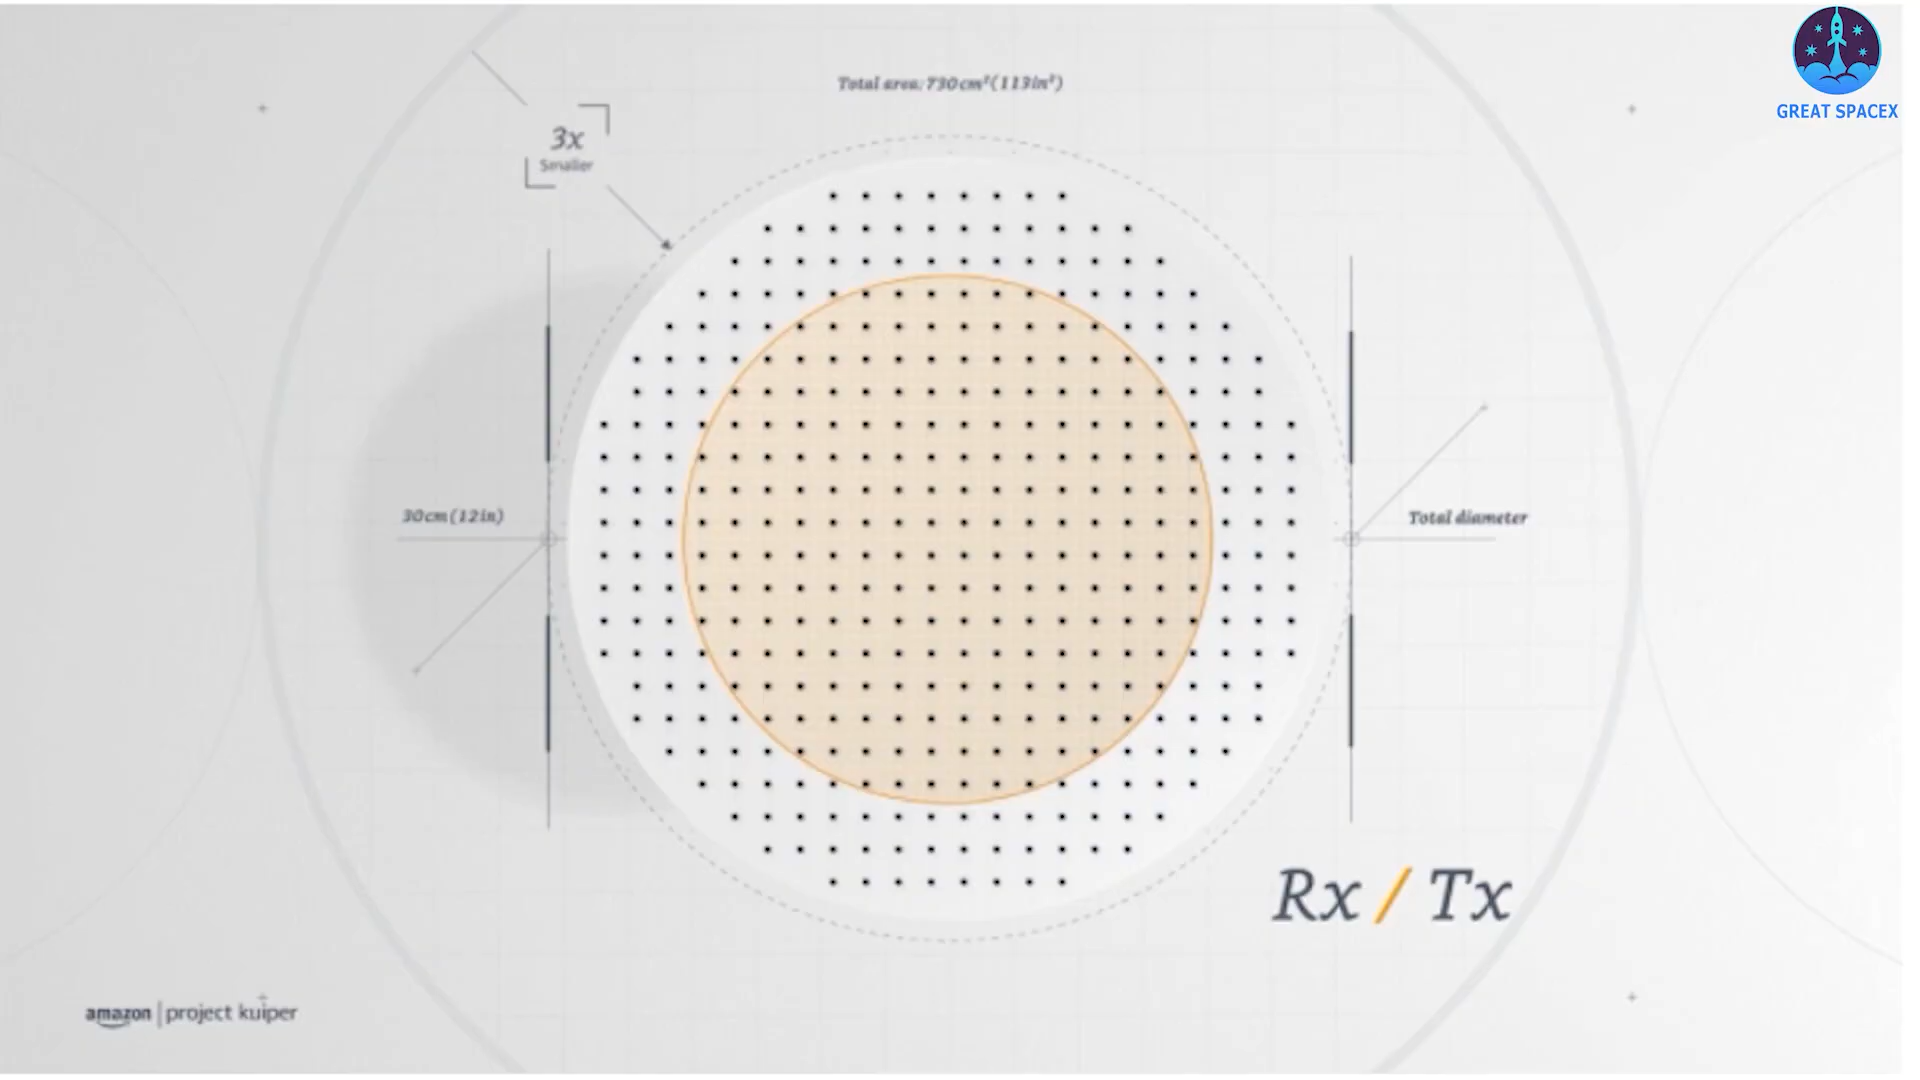 GREAT SPACEX
Total area: 730cm² (113in²)
3x
Smaller
30cm (12in)
Total diameter
Rx / Tx
amazon | project kuiper